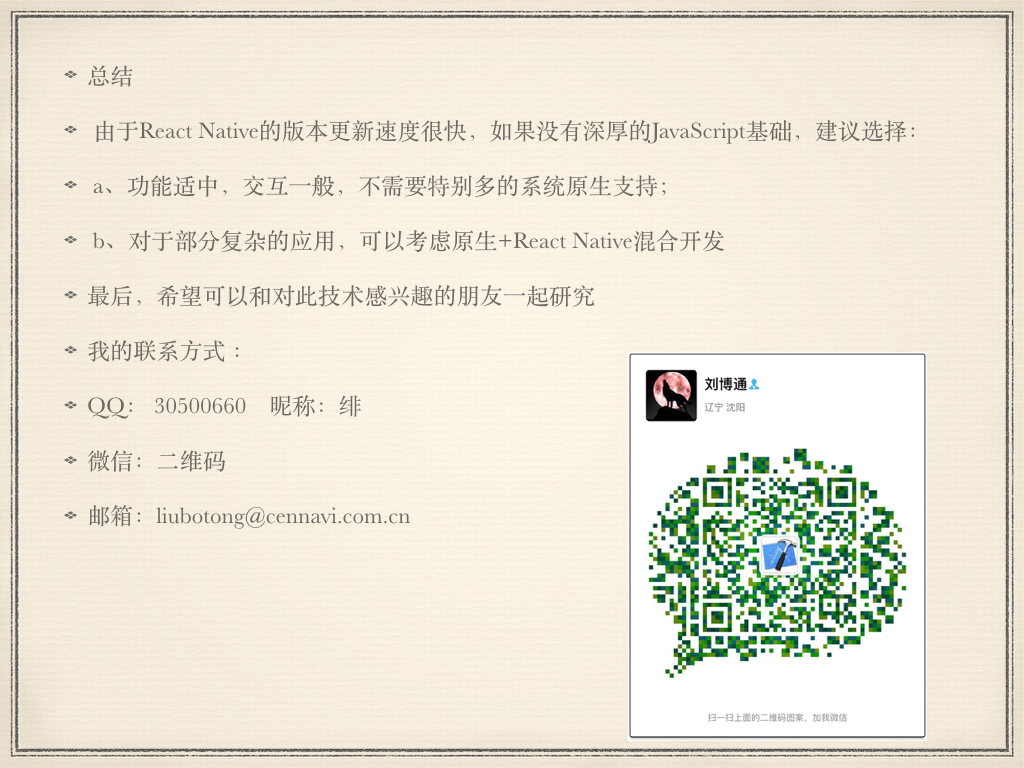 总结
由于React Native的版本更新速度很快，如果没有深厚的JavaScript基础，建议选择：
a、功能适中，交互一般，不需要特别多的系统原生支持；
b、对于部分复杂的应用，可以考虑原生+React Native混合开发
最后，希望可以和对此技术感兴趣的朋友一起研究
我的联系方式：
QQ： 30500660 昵称：绯
微信：二维码
邮箱：liubotong@cennavi.com.cn
刘博通
辽宁 沈阳
扫一扫上面的二维码图案，加我微信